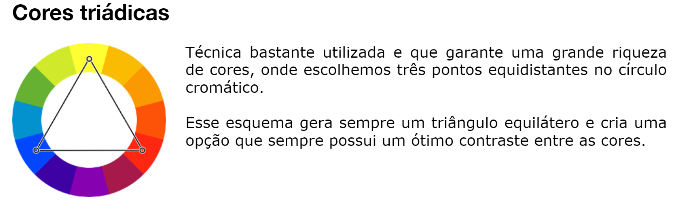 Cores triádicas
Técnica bastante utilizada e que garante uma grande riqueza
de cores, onde escolhemos três pontos equidistantes no círculo
cromático.
Esse esquema gera sempre um triângulo equilátero e cria uma
opção que sempre possui um ótimo contraste entre as cores.